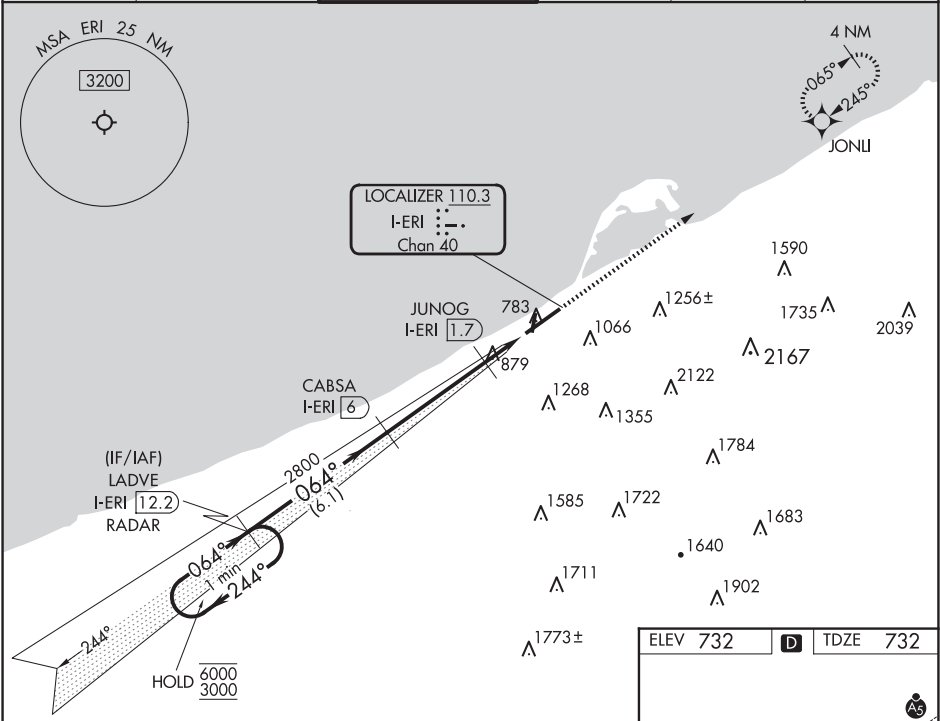 MSA ERI 25 NM
3200
4 NM
065°
245°
JONLI
LOCALIZER 110.3
I-ERI
Chan 40
1590
JUNOG
I-ERI 1.7
783
1256±
1735
2039
1066
879
2167
CABSA
I-ERI 6
1268
2122
1355
(IF/IAF)
LADVE
I-ERI 12.2
RADAR
2800
064°
(6.1)
1784
1585
1722
1683
064°
1 min
244°
1640
1711
1902
244°
HOLD 6000
3000
1773±
ELEV 732 D TDZE 732
A5